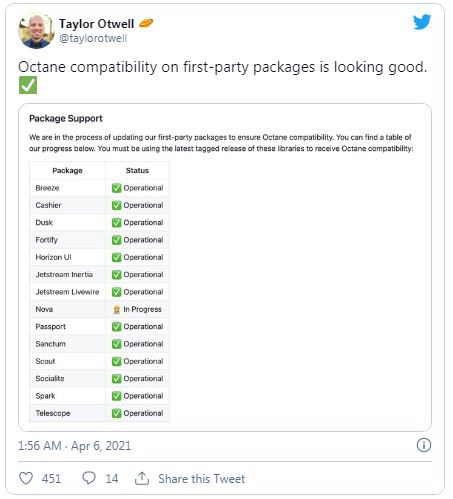 Taylor Otwell 🌭
@taylorotwell
Octane compatibility on first-party packages is looking good.
✅
Package Support
We are in the process of updating our first-party packages to ensure Octane compatibility. You can find a table of
our progress below. You must be using the latest tagged release of these libraries to receive Octane compatibility:
Package Status
Breeze ✅ Operational
Cashier ✅ Operational
Dusk ✅ Operational
Fortify ✅ Operational
Horizon UI ✅ Operational
Jetstream Inertia ✅ Operational
Jetstream Livewire ✅ Operational
Nova 👷 In Progress
Passport ✅ Operational
Sanctum ✅ Operational
Scout ✅ Operational
Socialite ✅ Operational
Spark ✅ Operational
Telescope ✅ Operational
1:56 AM · Apr 6, 2021
451 14 Share this Tweet